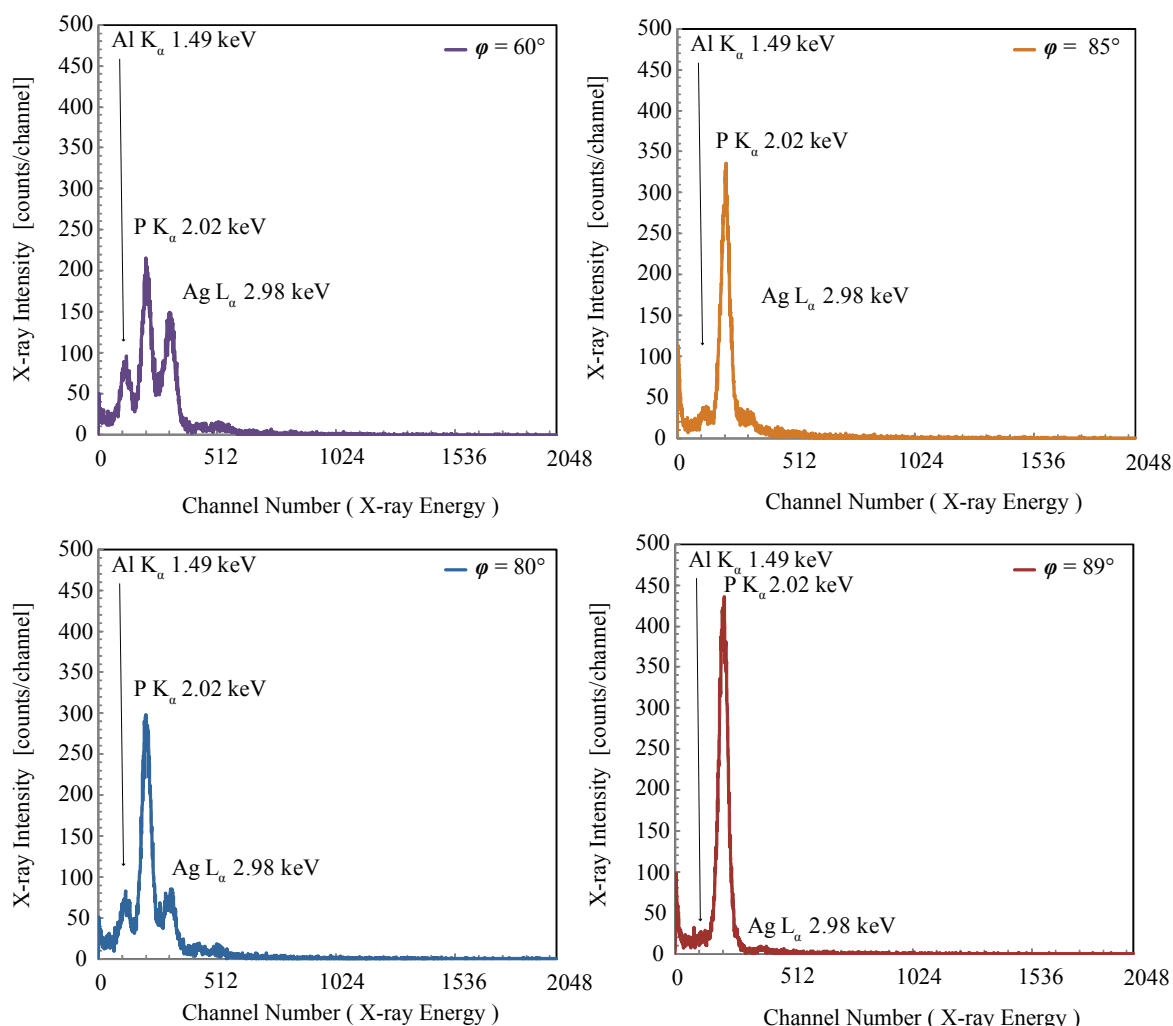 500
450
400
350
300
250
200
150
100
50
0
X-ray Intensity [counts/channel]
Al Kα 1.49 keV
φ = 60°
P Kα 2.02 keV
Ag Lα 2.98 keV
0 512 1024 1536 2048
Channel Number ( X-ray Energy )
500
450
400
350
300
250
200
150
100
50
0
X-ray Intensity [counts/channel]
Al Kα 1.49 keV
φ = 85°
P Kα 2.02 keV
Ag Lα 2.98 keV
0 512 1024 1536 2048
Channel Number ( X-ray Energy )
500
450
400
350
300
250
200
150
100
50
0
X-ray Intensity [counts/channel]
Al Kα 1.49 keV
φ = 80°
P Kα 2.02 keV
Ag Lα 2.98 keV
0 512 1024 1536 2048
Channel Number ( X-ray Energy )
500
450
400
350
300
250
200
150
100
50
0
X-ray Intensity [counts/channel]
Al Kα 1.49 keV
φ = 89°
P Kα 2.02 keV
Ag Lα 2.98 keV
0 512 1024 1536 2048
Channel Number ( X-ray Energy )